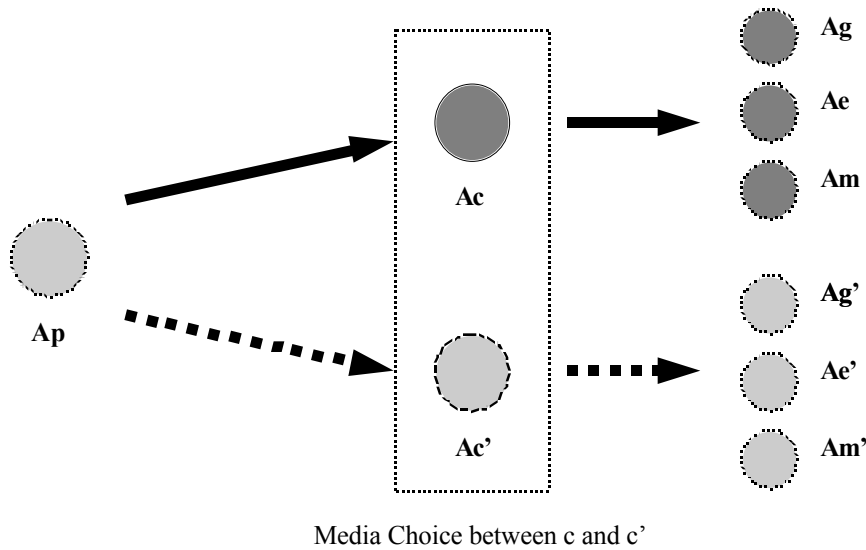 Ag
Ae
Ac
Am
Ap
Ag’
Ae’
Ac’
Am’
Media Choice between c and c’